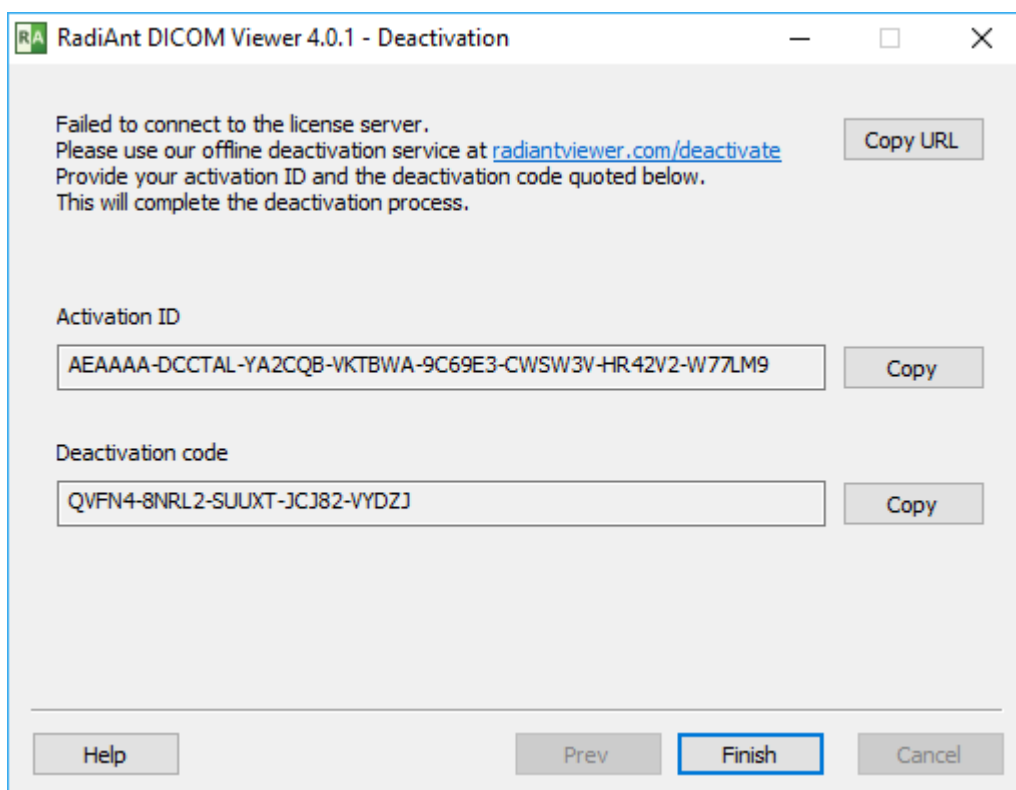 RA RadiAnt DICOM Viewer 4.0.1 - Deactivation
Failed to connect to the license server.
Copy URL
Please use our offline deactivation service at radiantviewer.com/deactivate
Provide your activation ID and the deactivation code quoted below.
This will complete the deactivation process.
Activation ID
AEAAAA-DCCTAL-YA2CQB-VKTBWA-9C69E3-CWSW3V-HR42V2-W77LM9
Copy
Deactivation code
QVFN4-8NRL2-SUUXT-JCJ82-VYDZJ
Copy
Help
Prev
Finish
Cancel